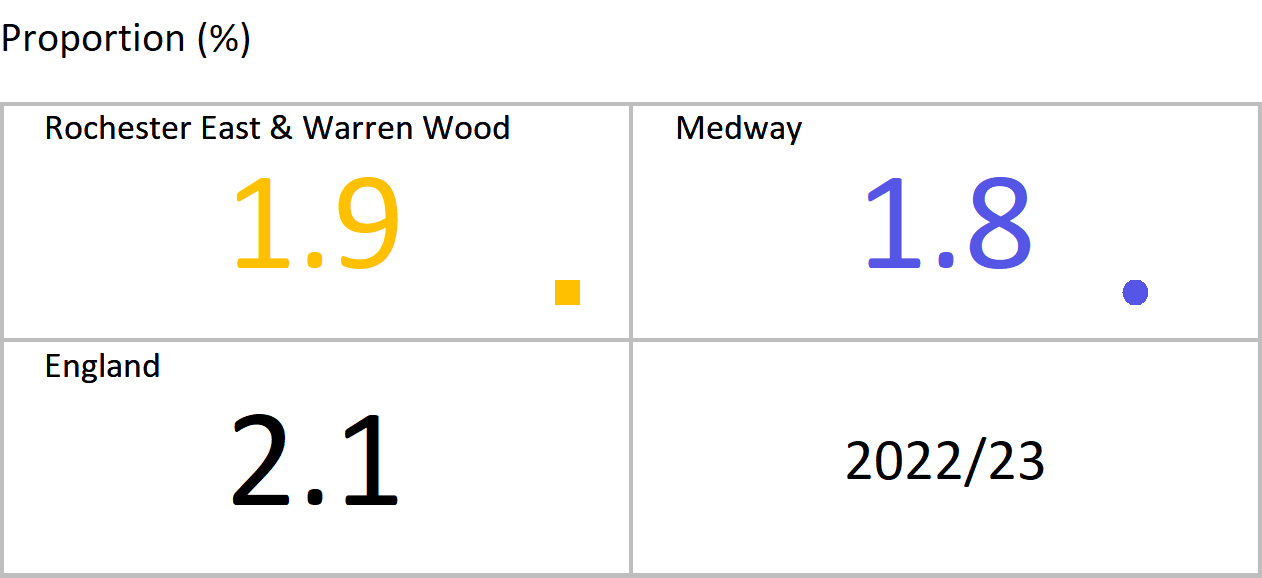 Proportion (%)
Rochester East & Warren Wood
1.9
Medway
1.8
England
2.1
2022/23